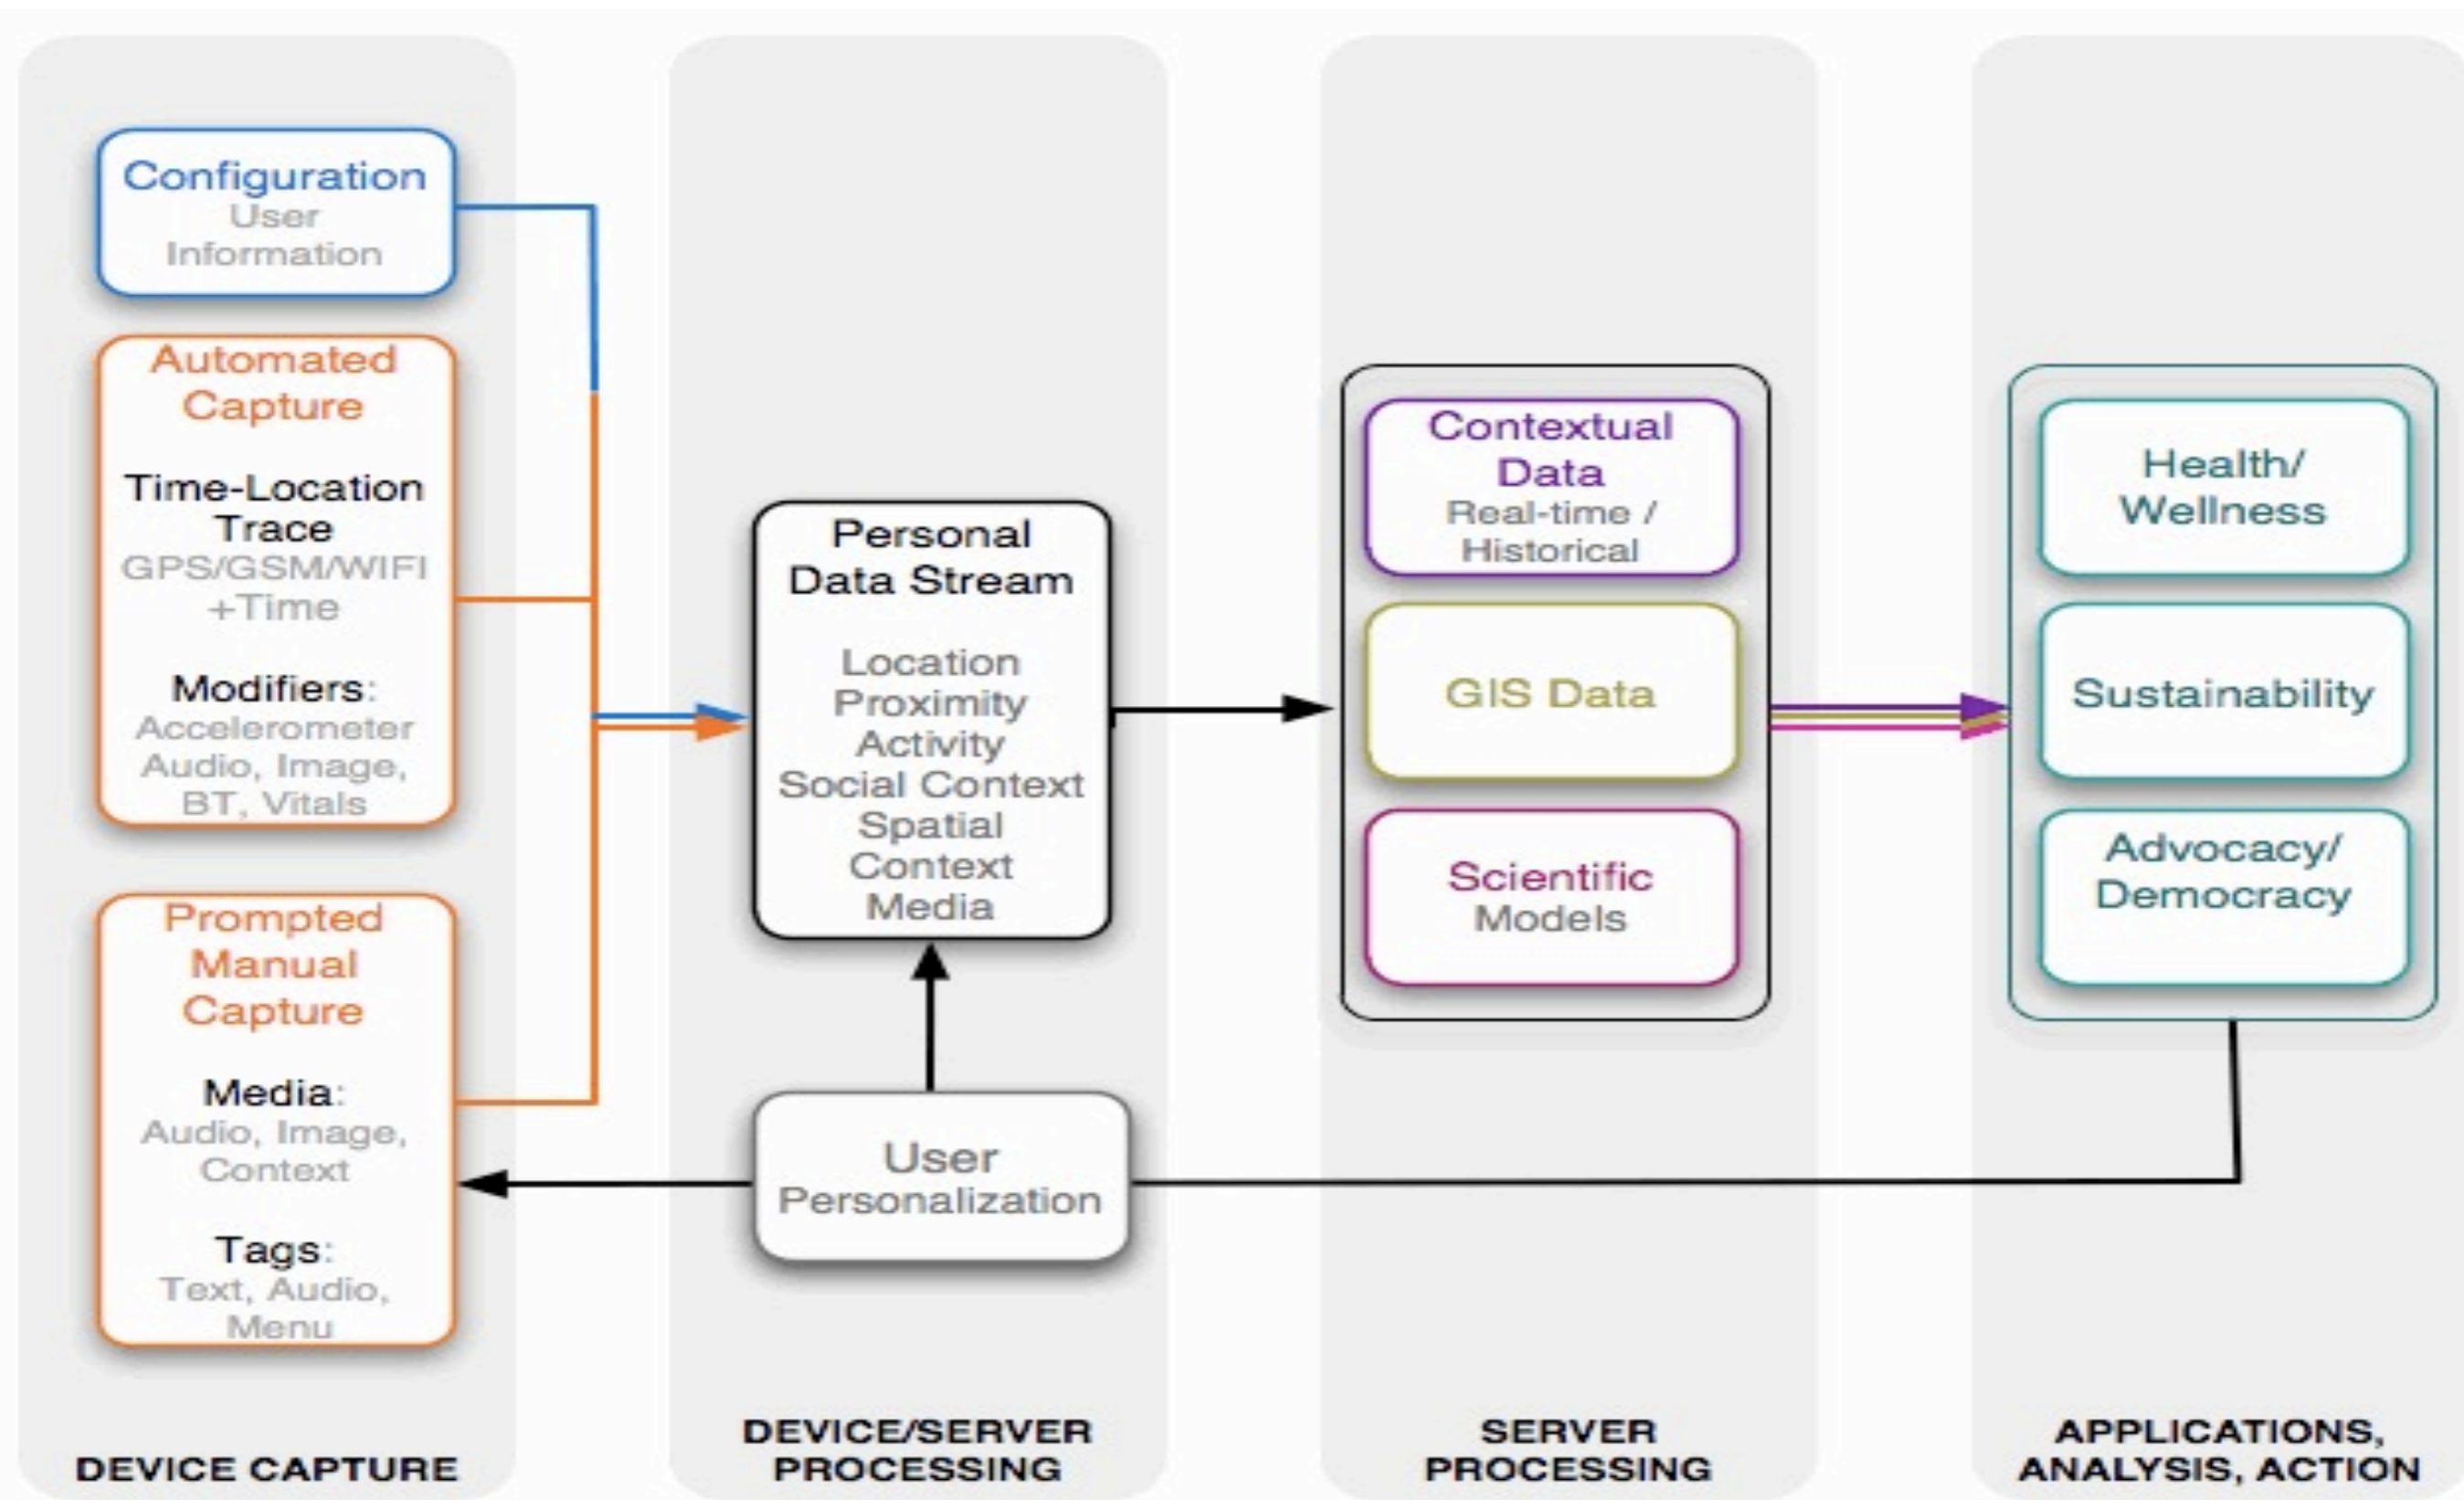 Configuration
User
Information
Automated
Capture
Time-Location
Trace
GPS/GSM/WIFI
+Time
Modifiers:
Accelerometer
Audio, Image,
BT, Vitals
Prompted
Manual
Capture
Media:
Audio, Image,
Context
Tags:
Text, Audio,
Menu
DEVICE CAPTURE
Personal
Data Stream
Location
Proximity
Activity
Social Context
Spatial
Context
Media
User
Personalization
DEVICE/SERVER
PROCESSING
Contextual
Data
Real-time /
Historical
GIS Data
Scientific
Models
SERVER
PROCESSING
Health/
Wellness
Sustainability
Advocacy/
Democracy
APPLICATIONS,
ANALYSIS, ACTION